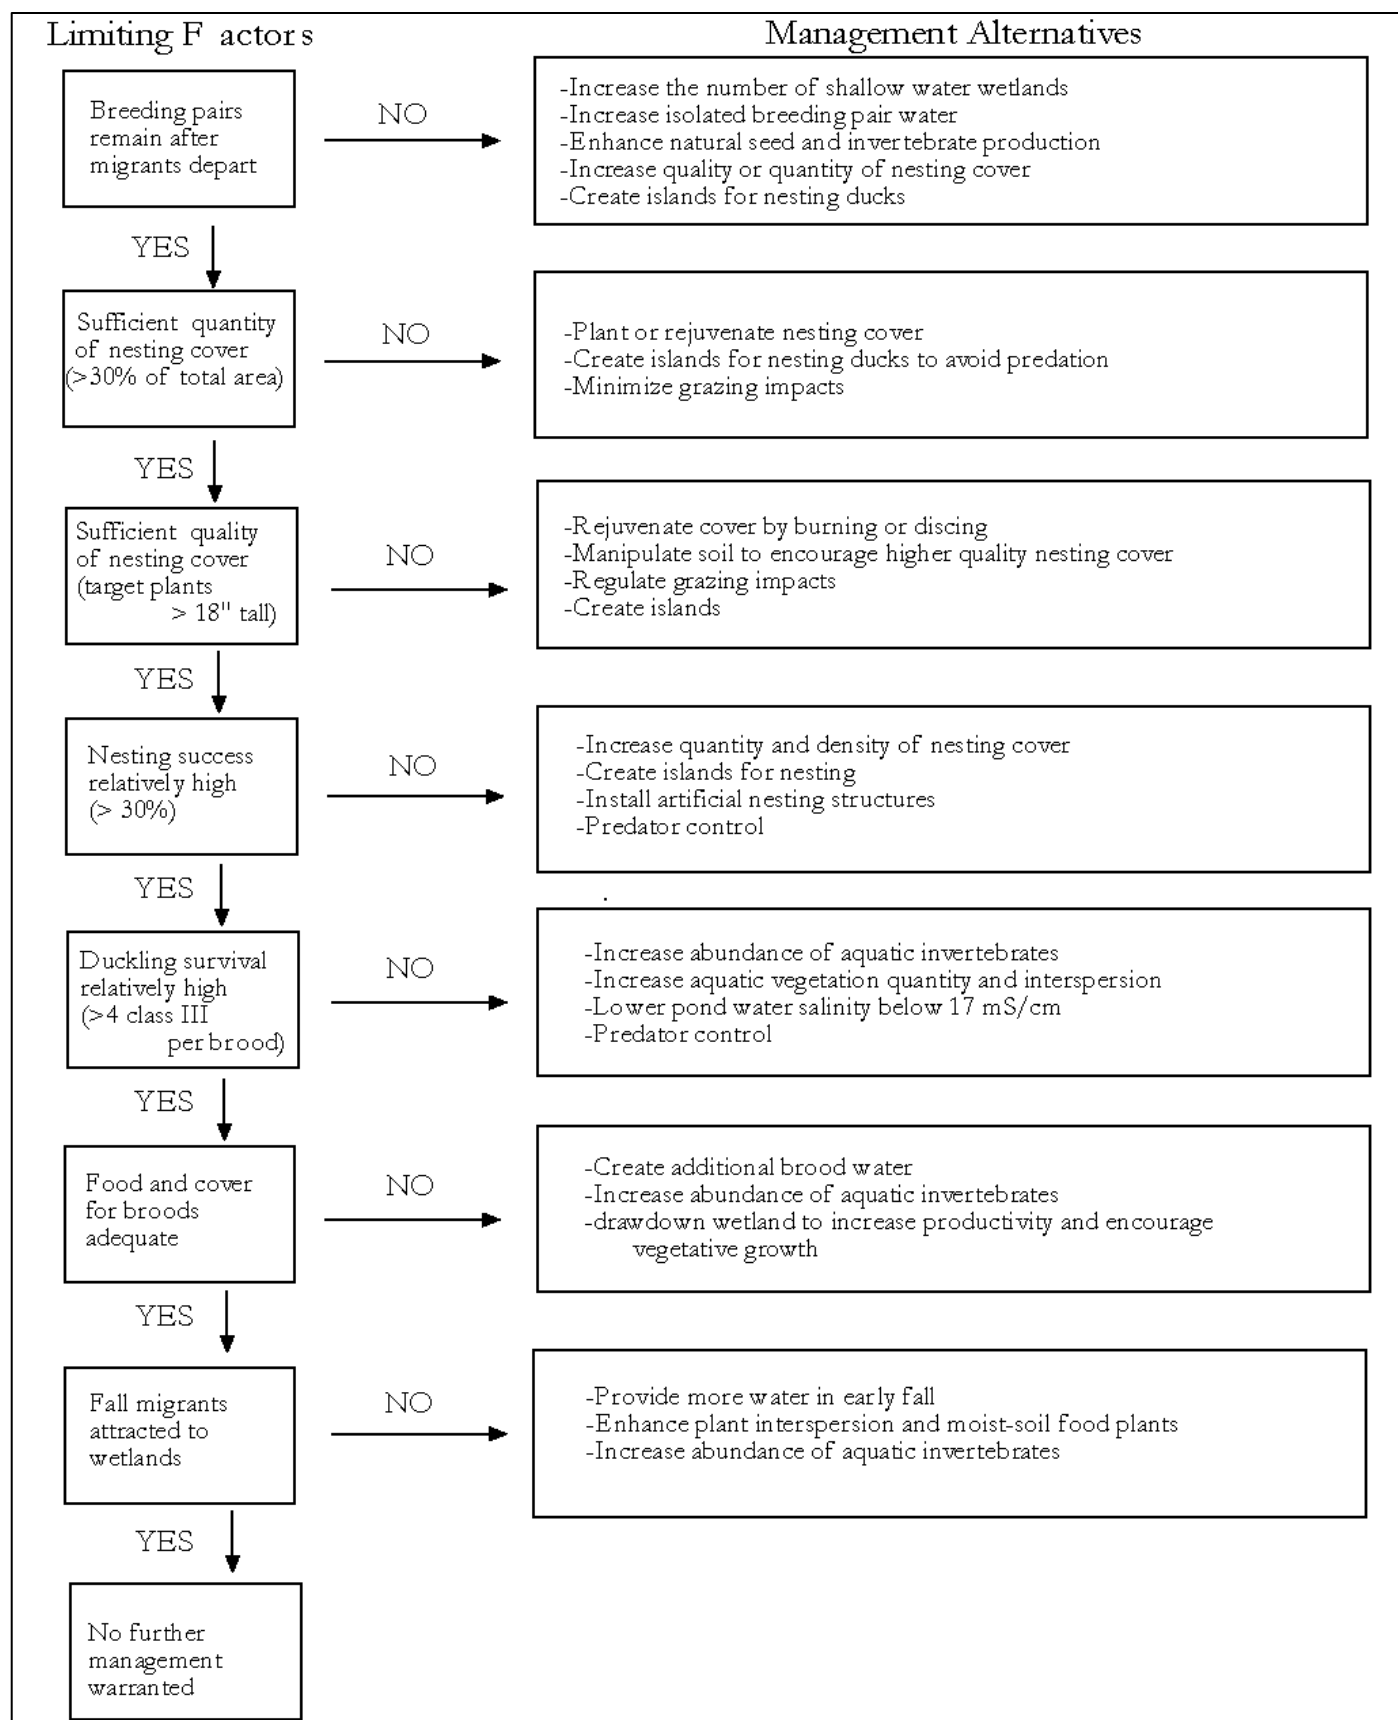 Limiting F actors
Management Alternatives
Breeding pairs
remain after
migrants depart
NO
-Increase the number of shallow water wetlands
-Increase isolated breeding pair water
-Enhance natural seed and invertebrate production
-Increase quality or quantity of nesting cover
-Create islands for nesting ducks
YES
Sufficient quantity
of nesting cover
(>30% of total area)
NO
-Plant or rejuvenate nesting cover
-Create islands for nesting ducks to avoid predation
-Minimize grazing impacts
YES
Sufficient quality
of nesting cover
(target plants
> 18" tall)
NO
-Rejuvenate cover by burning or discing
-Manipulate soil to encourage higher quality nesting cover
-Regulate grazing impacts
-Create islands
YES
Nesting success
relatively high
(> 30%)
NO
-Increase quantity and density of nesting cover
-Create islands for nesting
-Install artificial nesting structures
-Predator control
YES
Duckling survival
relatively high
(>4 class III
per brood)
NO
-Increase abundance of aquatic invertebrates
-Increase aquatic vegetation quantity and interspersion
-Lower pond water salinity below 17 mS/cm
-Predator control
YES
Food and cover
for broods
adequate
NO
-Create additional brood water
-Increase abundance of aquatic invertebrates
-drawdown wetland to increase productivity and encourage
vegetative growth
YES
Fall migrants
attracted to
wetlands
NO
-Provide more water in early fall
-Enhance plant interspersion and moist-soil food plants
-Increase abundance of aquatic invertebrates
YES
No further
management
warranted